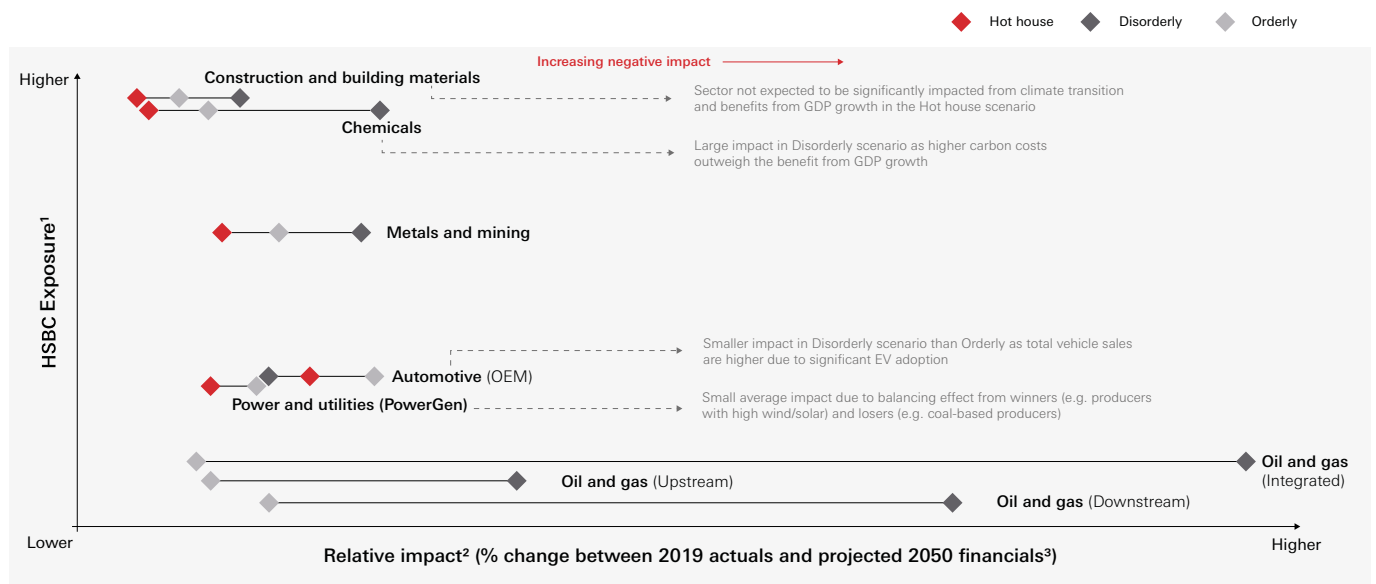 Hot house
Disorderly
Orderly
Higher
Increasing negative impact
Construction and building materials
Sector not expected to be significantly impacted from climate transition
and benefits from GDP growth in the Hot house scenario
Chemicals
Large impact in Disorderly scenario as higher carbon costs
outweigh the benefit from GDP growth
HSBC Exposure¹
Metals and mining
Smaller impact in Disorderly scenario than Orderly as total vehicle sales
are higher due to significant EV adoption
Automotive (OEM)
Power and utilities (PowerGen)
Small average impact due to balancing effect from winners (e.g. producers
with high wind/solar) and losers (e.g. coal-based producers)
Oil and gas
(Integrated)
Oil and gas (Upstream)
Oil and gas (Downstream)
Lower
Higher
Relative impact² (% change between 2019 actuals and projected 2050 financials³)